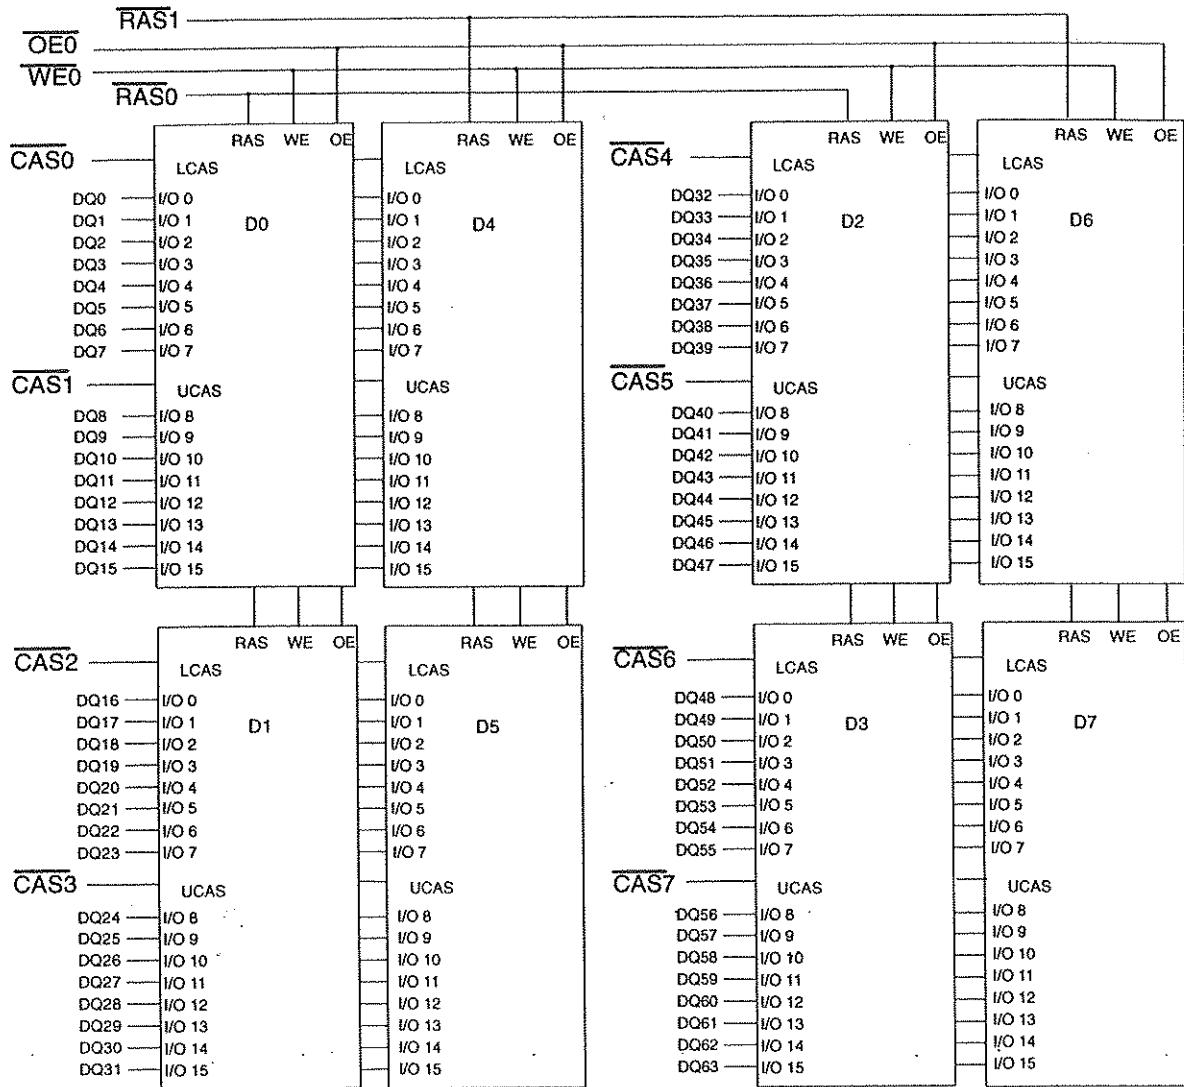 RAS1
OE0
WE0
RAS0
RAS WE OE RAS WE OE RAS WE OE RAS WE OE
CAS0 LCAS LCAS CAS4 LCAS LCAS
DQ0 I/O 0 I/O 0 DQ32 I/O 0 I/O 0
DQ1 I/O 1 D0 I/O 1 D4 DQ33 I/O 1 D2 I/O 1 D6
DQ2 I/O 2 I/O 2 DQ34 I/O 2 I/O 2
DQ3 I/O 3 I/O 3 DQ35 I/O 3 I/O 3
DQ4 I/O 4 I/O 4 DQ36 I/O 4 I/O 4
DQ5 I/O 5 I/O 5 DQ37 I/O 5 I/O 5
DQ6 I/O 6 I/O 6 DQ38 I/O 6 I/O 6
DQ7 I/O 7 I/O 7 DQ39 I/O 7 I/O 7
CAS1 UCAS UCAS CAS5 UCAS UCAS
DQ8 I/O 8 I/O 8 DQ40 I/O 8 I/O 8
DQ9 I/O 9 I/O 9 DQ41 I/O 9 I/O 9
DQ10 I/O 10 I/O 10 DQ42 I/O 10 I/O 10
DQ11 I/O 11 I/O 11 DQ43 I/O 11 I/O 11
DQ12 I/O 12 I/O 12 DQ44 I/O 12 I/O 12
DQ13 I/O 13 I/O 13 DQ45 I/O 13 I/O 13
DQ14 I/O 14 I/O 14 DQ46 I/O 14 I/O 14
DQ15 I/O 15 I/O 15 DQ47 I/O 15 I/O 15
RAS WE OE RAS WE OE RAS WE OE RAS WE OE
CAS2 LCAS LCAS CAS6 LCAS LCAS
DQ16 I/O 0 I/O 0 DQ48 I/O 0 I/O 0
DQ17 I/O 1 D1 I/O 1 D5 DQ49 I/O 1 D3 I/O 1 D7
DQ18 I/O 2 I/O 2 DQ50 I/O 2 I/O 2
DQ19 I/O 3 I/O 3 DQ51 I/O 3 I/O 3
DQ20 I/O 4 I/O 4 DQ52 I/O 4 I/O 4
DQ21 I/O 5 I/O 5 DQ53 I/O 5 I/O 5
DQ22 I/O 6 I/O 6 DQ54 I/O 6 I/O 6
DQ23 I/O 7 I/O 7 DQ55 I/O 7 I/O 7
CAS3 UCAS UCAS CAS7 UCAS UCAS
DQ24 I/O 8 I/O 8 DQ56 I/O 8 I/O 8
DQ25 I/O 9 I/O 9 DQ57 I/O 9 I/O 9
DQ26 I/O 10 I/O 10 DQ58 I/O 10 I/O 10
DQ27 I/O 11 I/O 11 DQ59 I/O 11 I/O 11
DQ28 I/O 12 I/O 12 DQ60 I/O 12 I/O 12
DQ29 I/O 13 I/O 13 DQ61 I/O 13 I/O 13
DQ30 I/O 14 I/O 14 DQ62 I/O 14 I/O 14
DQ31 I/O 15 I/O 15 DQ63 I/O 15 I/O 15